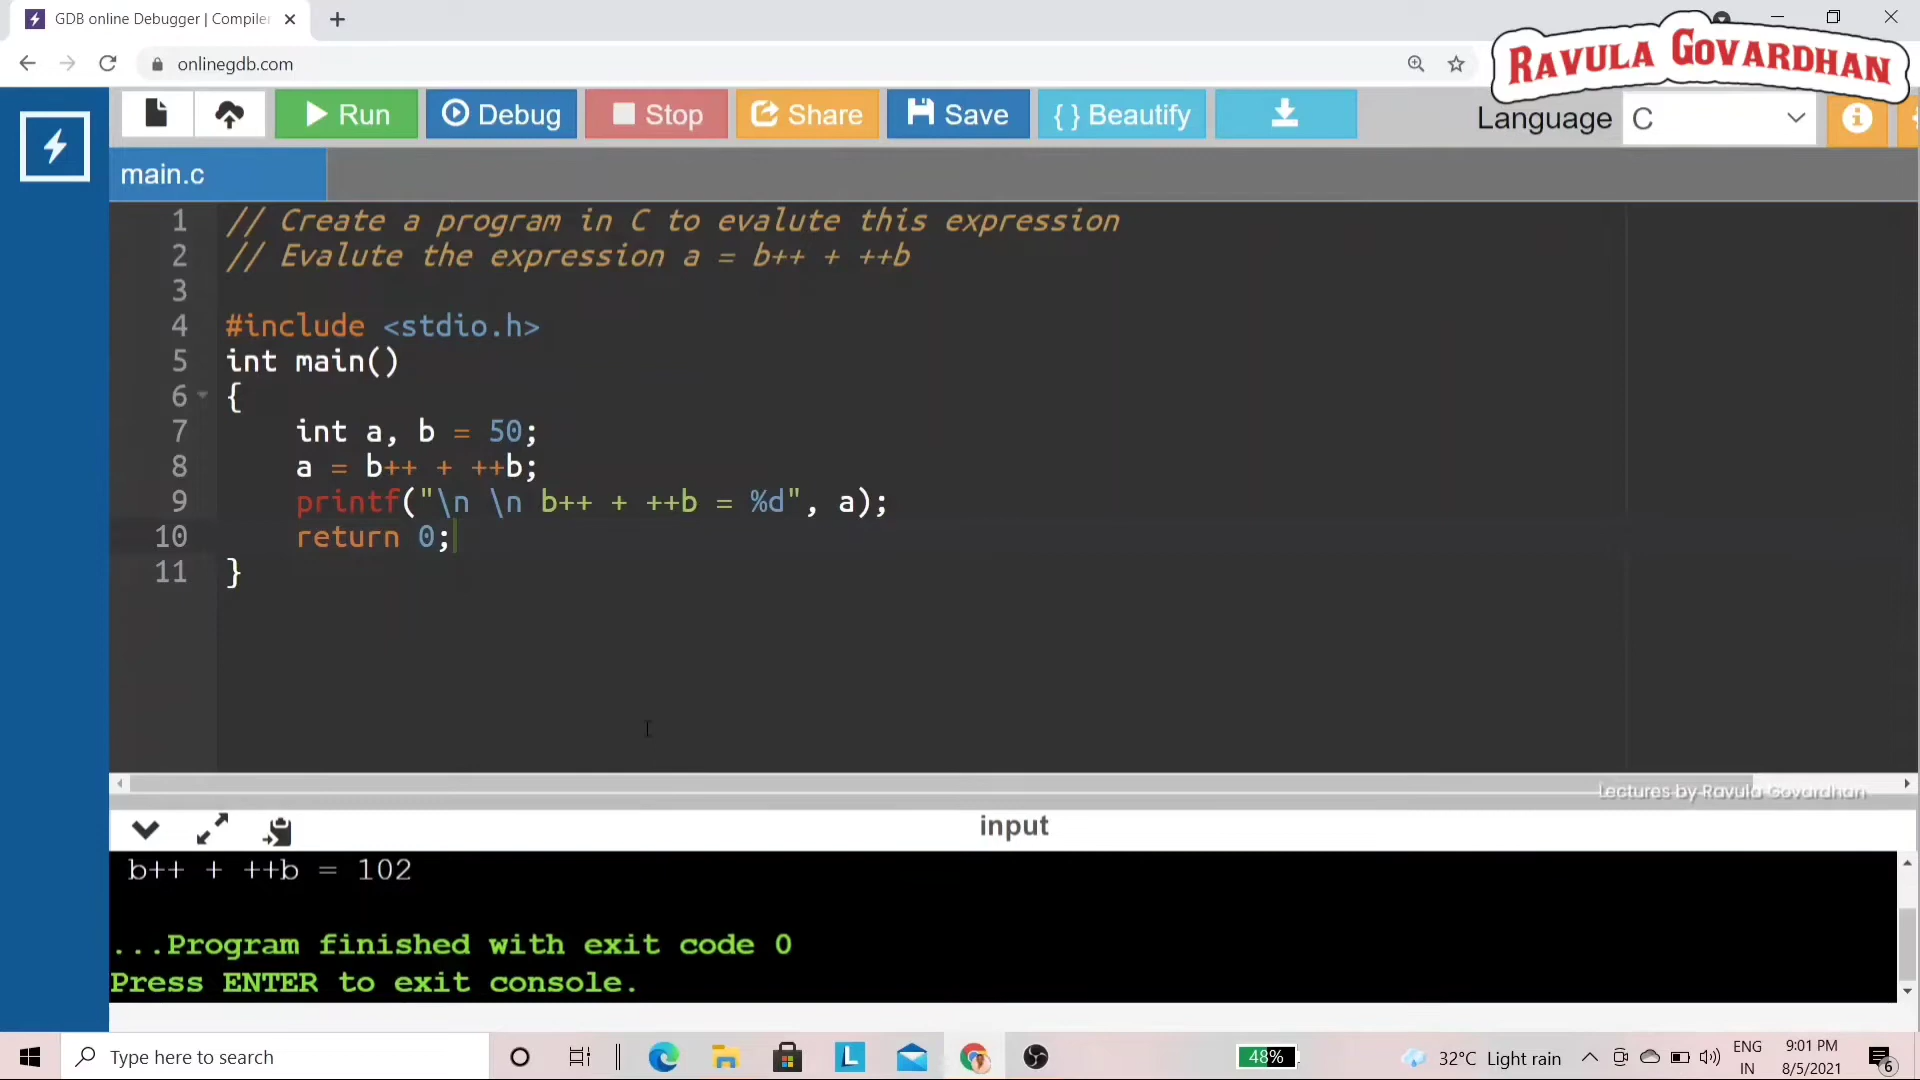 GDB online Debugger | Compiler
RAVULA GOVARDHAN
onlinegdb.com
Run Debug Stop Share Save { } Beautify Language C
main.c
1 // Create a program in C to evalute this expression
2 // Evalute the expression a = b++ + ++b
3
4 #include <stdio.h>
5 int main()
6 {
7 int a, b = 50;
8 a = b++ + ++b;
9 printf("\n \n b++ + ++b = %d", a);
10 return 0;
11 }
Lectures by Ravula Govardhan
input
b++ + ++b = 102
...Program finished with exit code 0
Press ENTER to exit console.
Type here to search L 48% 32°C Light rain ENG 9:01 PM
IN 8/5/2021 6